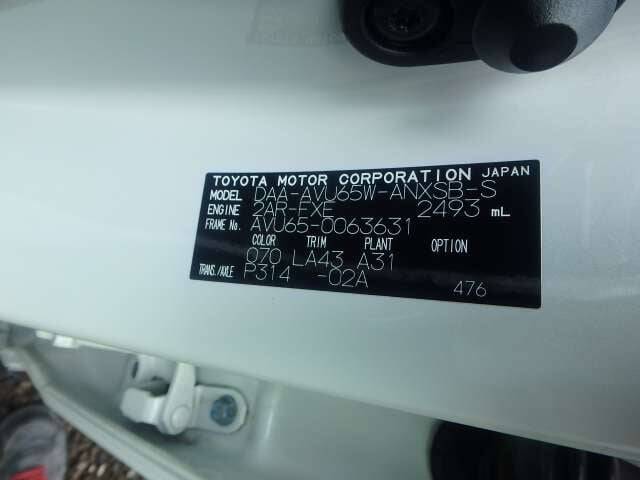 TOYOTA MOTOR CORPORATION JAPAN
MODEL DAA-AVU65W-ANXSB-S
ENGINE 2AR-FXE 2493 mL
FRAME No. AVU65-0063631
COLOR TRIM PLANT OPTION
070 LA43 A31
TRANS./AXLE P314 -02A 476